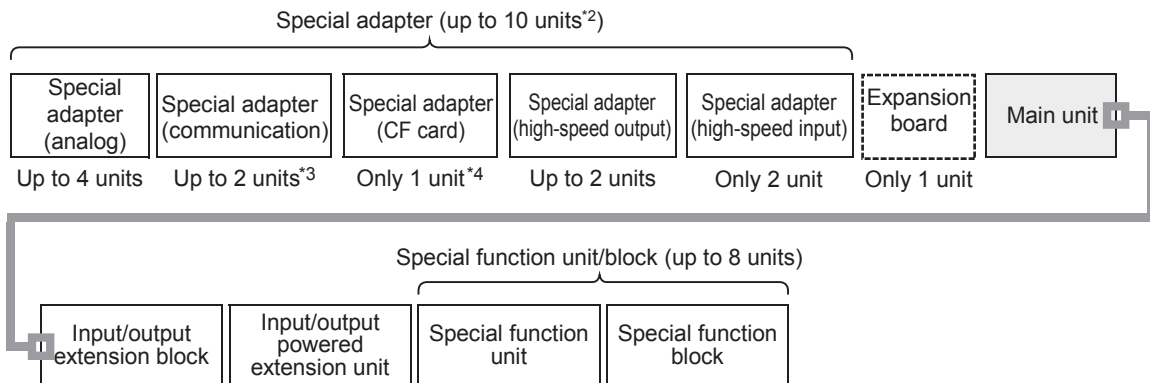 Special adapter (up to 10 units*2)
Special adapter (analog)
Special adapter (communication)
Special adapter (CF card)
Special adapter (high-speed output)
Special adapter (high-speed input)
Expansion board
Main unit
Up to 4 units
Up to 2 units*3
Only 1 unit*4
Up to 2 units
Only 2 unit
Only 1 unit
Special function unit/block (up to 8 units)
Input/output extension block
Input/output powered extension unit
Special function unit
Special function block